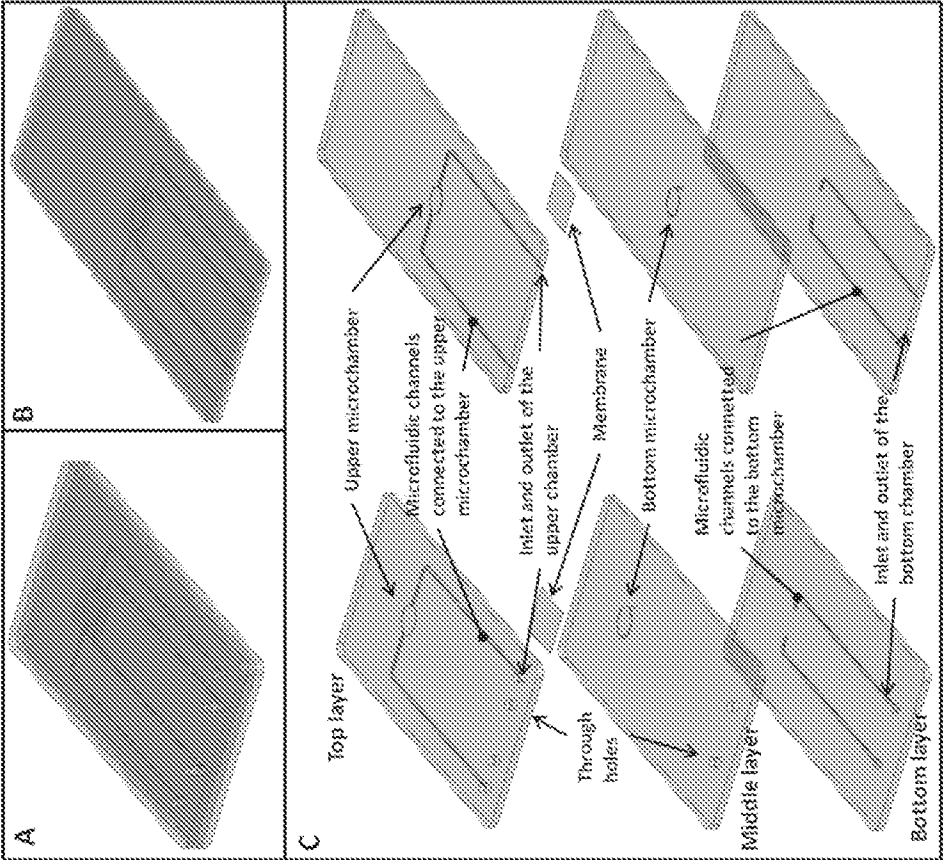 A
B
C
Top layer
Through
holes
Middle layer
Bottom layer
Upper microchamber
Microfluidic channels
connected to the upper
microchamber
Inlet and outlet of the
upper chamber
Membrane
Bottom microchamber
Microfluidic
channels connected
to the bottom
microchamber
Inlet and outlet of the
bottom chamber